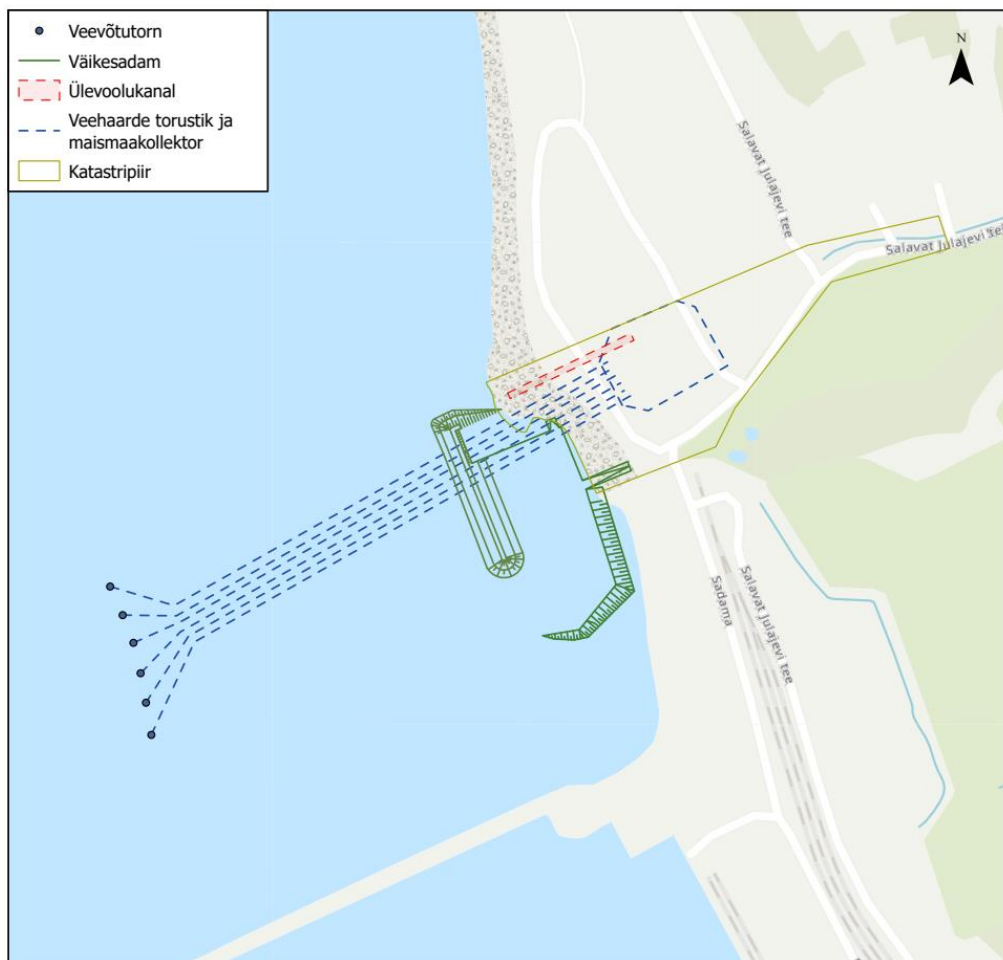 Veevõtutorn
Väikesadam
Ülevoolukanal
Veehaarde torustik ja
maismaakollektor
Katastripiir
N
Salavat Julajevi tee
Salavat Julajevi
Sadama
Salavat Julajevi tee